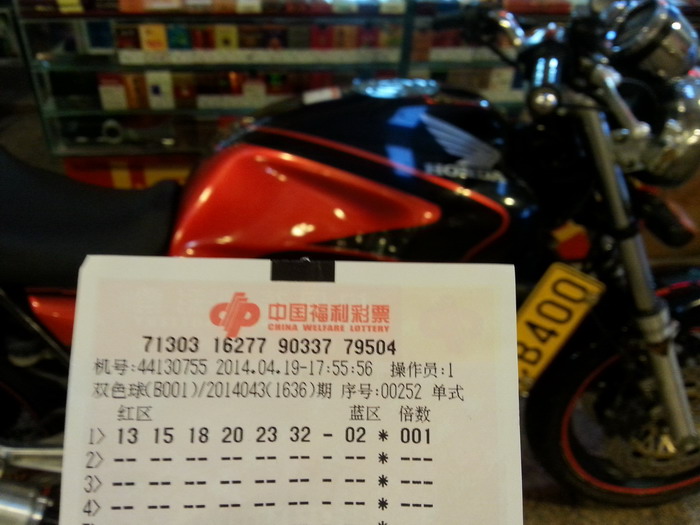 HONDA
B400
中国福利彩票
CHINA WELFARE LOTTERY
71303 16277 90337 79504
机号:44130755 2014.04.19-17:55:56 操作员:1
双色球(B001)/2014043(1636)期 序号:00252 单式
红区 蓝区 倍数
1> 13 15 18 20 23 32 - 02 * 001
2> -- -- -- -- -- -- - -- * ---
3> -- -- -- -- -- -- - -- * ---
4> -- -- -- -- -- -- - -- * ---